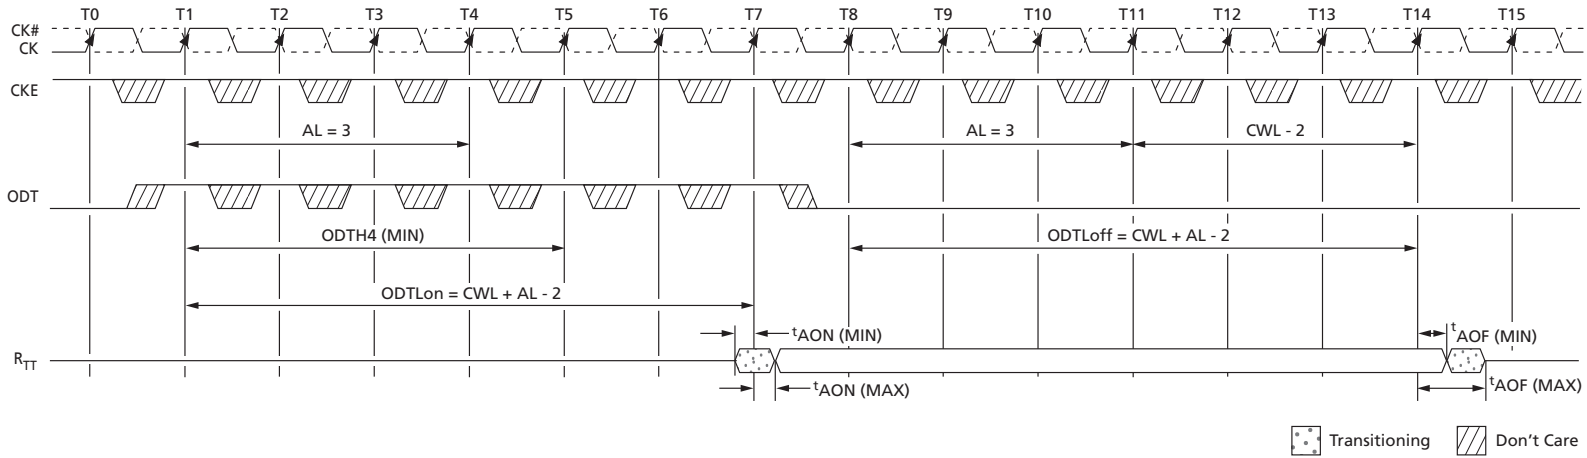 T0 T1 T2 T3 T4 T5 T6 T7 T8 T9 T10 T11 T12 T13 T14 T15
CK#
CK
CKE
AL = 3 AL = 3 CWL - 2
ODT
ODTH4 (MIN) ODTLoff = CWL + AL - 2
ODTLon = CWL + AL - 2
tAON (MIN) tAOF (MIN)
RTT
tAON (MAX) tAOF (MAX)
Transitioning Don't Care